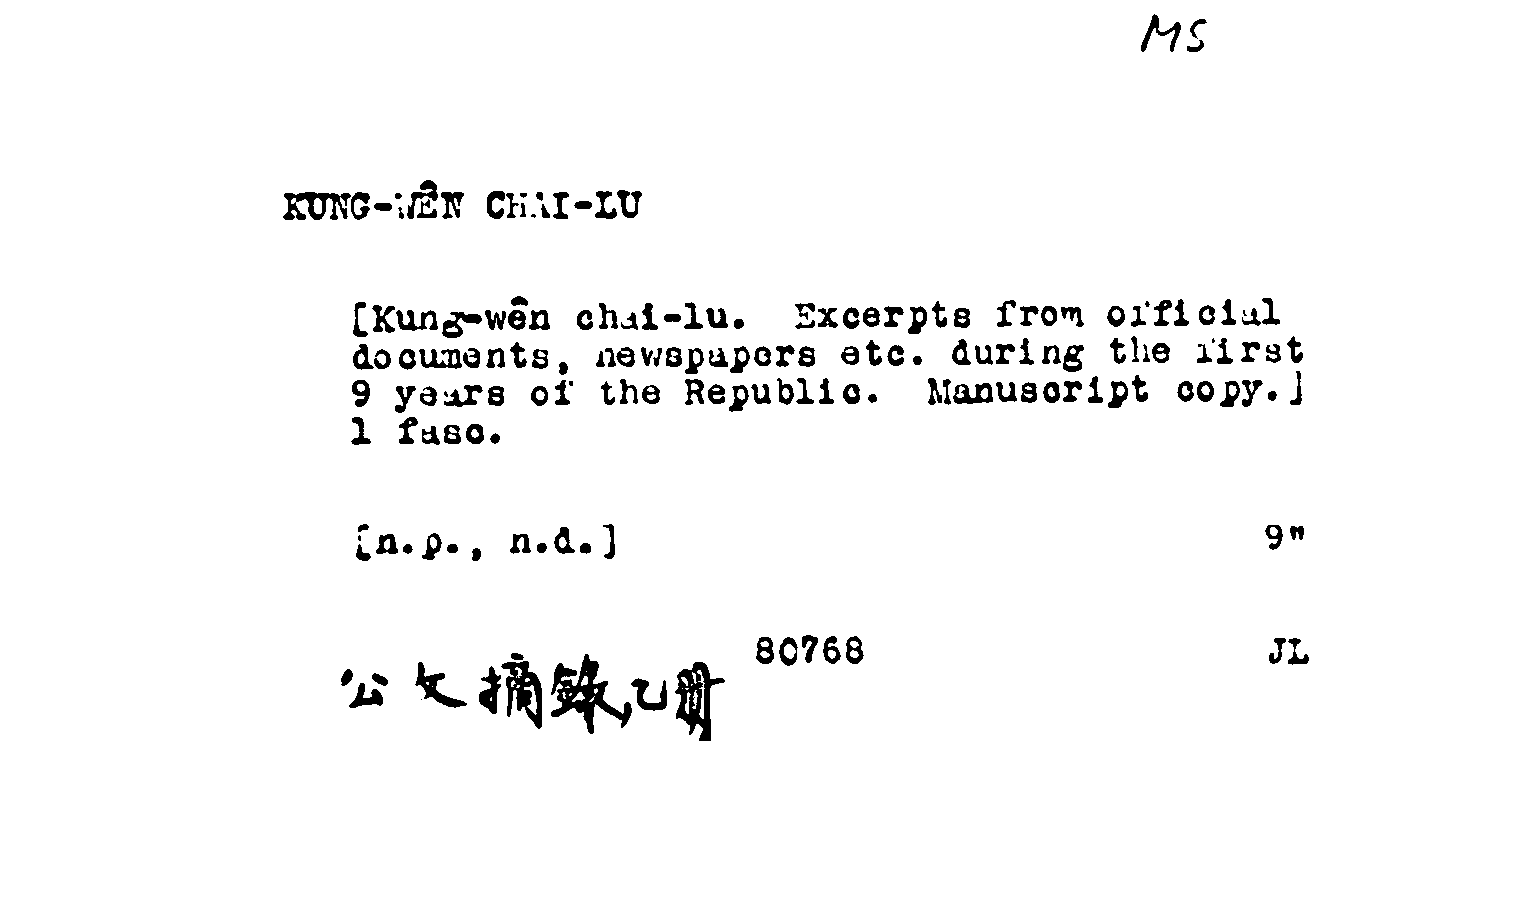 MS
KUNG-WÊN CHAI-LU
[Kung-wên chai-lu. Excerpts from official
documents, newspapers etc. during the first
9 years of the Republic. Manuscript copy.]
1 fasc.
[n.p., n.d.] 9"
80768 JL
公文摘錄,乙冊